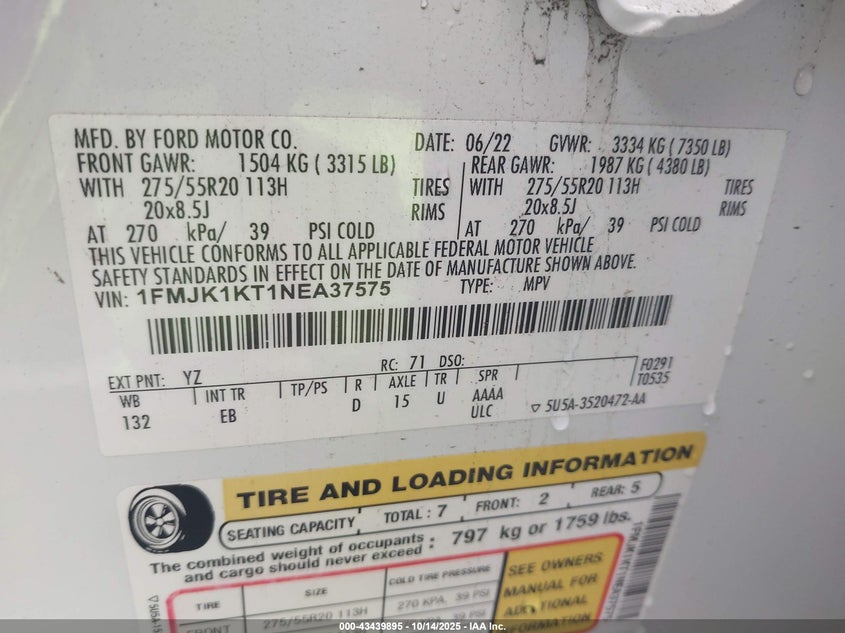 MFD. BY FORD MOTOR CO. DATE: 06/22 GVWR: 3334 KG ( 7350 LB)
FRONT GAWR: 1504 KG ( 3315 LB) REAR GAWR: 1987 KG ( 4380 LB)
WITH 275/55R20 113H TIRES WITH 275/55R20 113H TIRES
20x8.5J RIMS 20x8.5J RIMS
AT 270 kPa/ 39 PSI COLD AT 270 kPa/ 39 PSI COLD
THIS VEHICLE CONFORMS TO ALL APPLICABLE FEDERAL MOTOR VEHICLE
SAFETY STANDARDS IN EFFECT ON THE DATE OF MANUFACTURE SHOWN ABOVE.
VIN: 1FMJK1KT1NEA37575 TYPE: MPV
EXT PNT: YZ RC: 71 DSO: F0291
WB INT TR TP/PS R AXLE TR SPR T0535
132 EB D 15 U AAAA
ULC ▽ 5U5A-3520472-AA
TIRE AND LOADING INFORMATION
SEATING CAPACITY TOTAL : 7 FRONT: 2 REAR: 5
The combined weight of occupants
and cargo should never exceed : 797 kg or 1759 lbs.
TIRE SIZE COLD TIRE PRESSURE SEE OWNERS
MANUAL FOR
FRONT 275/55R20 113H 270 KPA, 39 PSI ADDITIONAL
39 PSI INFORMATION
000-43439895 - 10/14/2025 - IAA Inc.